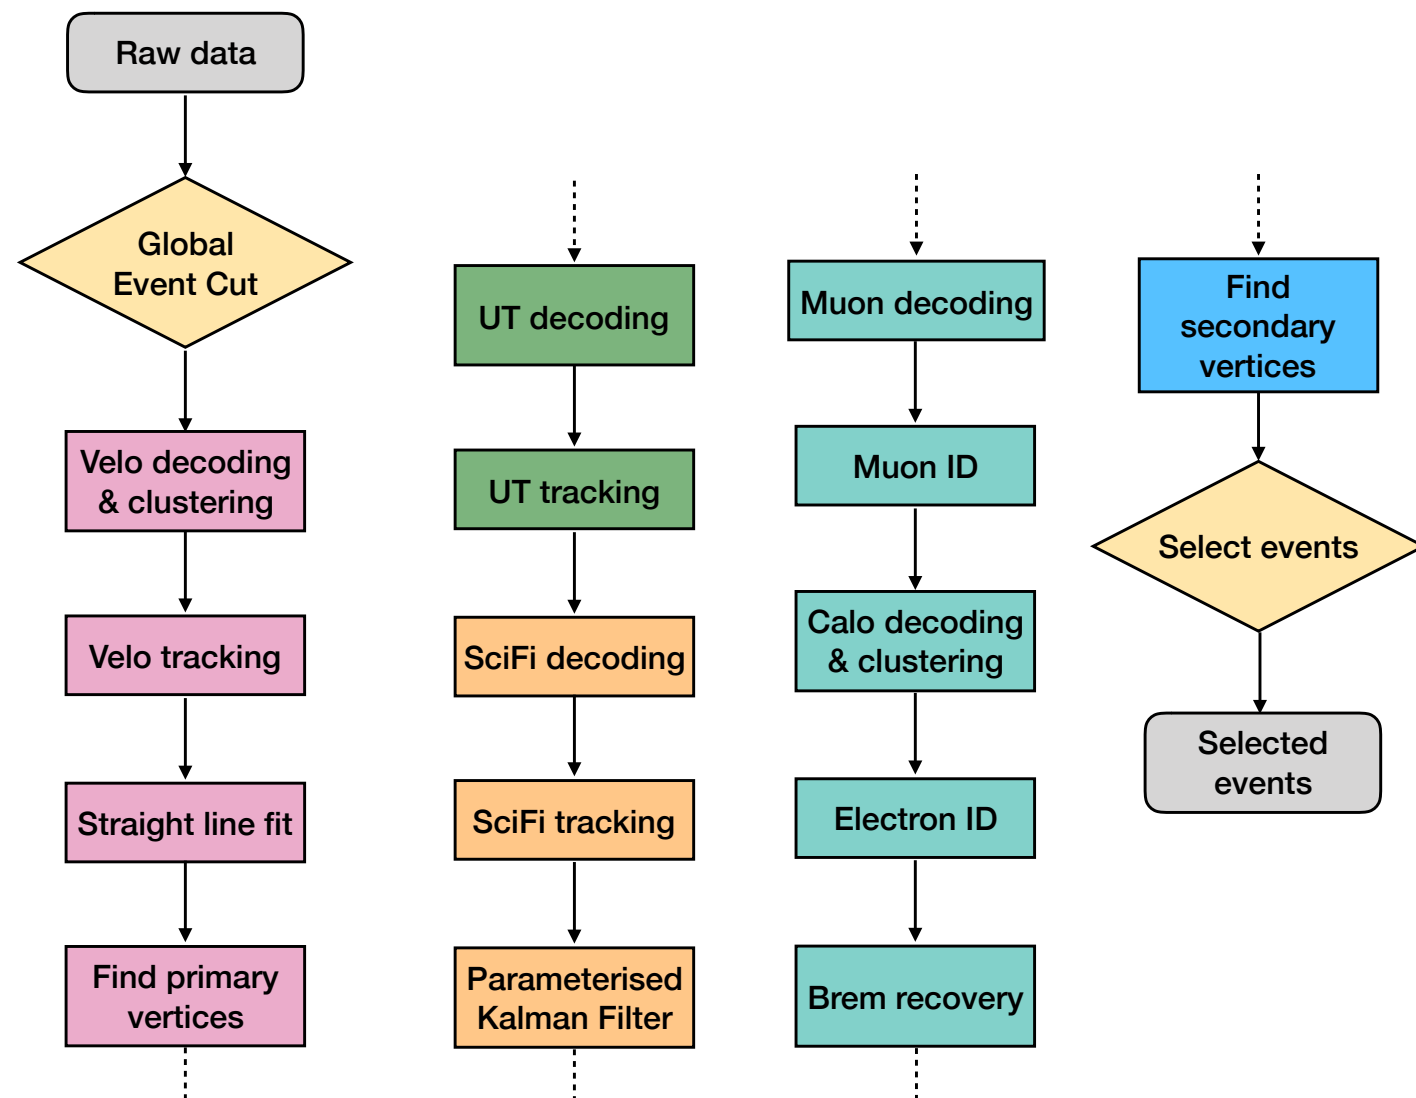 Raw data
Global
Event Cut
Velo decoding
& clustering
Velo tracking
Straight line fit
Find primary
vertices
UT decoding
UT tracking
SciFi decoding
SciFi tracking
Parameterised
Kalman Filter
Muon decoding
Muon ID
Calo decoding
& clustering
Electron ID
Brem recovery
Find
secondary
vertices
Select events
Selected
events